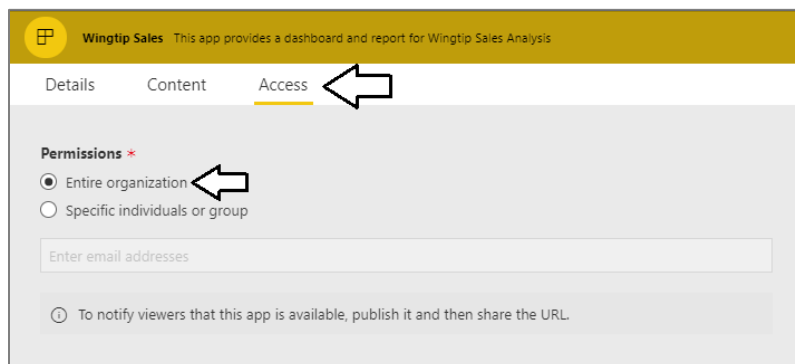 Wingtip Sales This app provides a dashboard and report for Wingtip Sales Analysis
Details Content Access
Permissions *
Entire organization
Specific individuals or group
Enter email addresses
To notify viewers that this app is available, publish it and then share the URL.